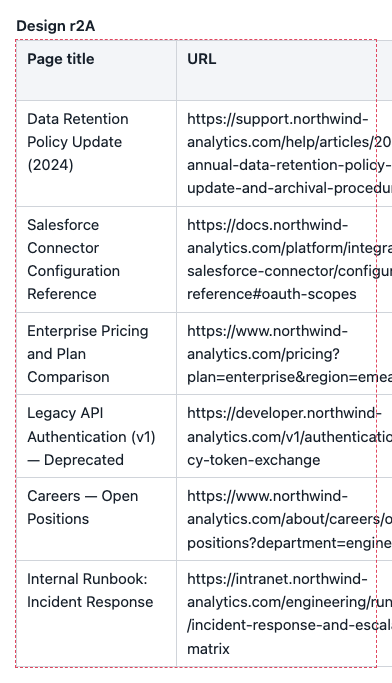 Design r2A
Page title URL
Data Retention
Policy Update
(2024)
https://support.northwind-
analytics.com/help/articles/20
annual-data-retention-policy-
update-and-archival-procedu
Salesforce
Connector
Configuration
Reference
https://docs.northwind-
analytics.com/platform/integra
salesforce-connector/configur
reference#oauth-scopes
Enterprise Pricing
and Plan
Comparison
https://www.northwind-
analytics.com/pricing?
plan=enterprise&region=emea
Legacy API
Authentication (v1)
— Deprecated
https://developer.northwind-
analytics.com/v1/authenticatio
cy-token-exchange
Careers — Open
Positions
https://www.northwind-
analytics.com/about/careers/o
positions?department=engine
Internal Runbook:
Incident Response
https://intranet.northwind-
analytics.com/engineering/run
/incident-response-and-escala
matrix